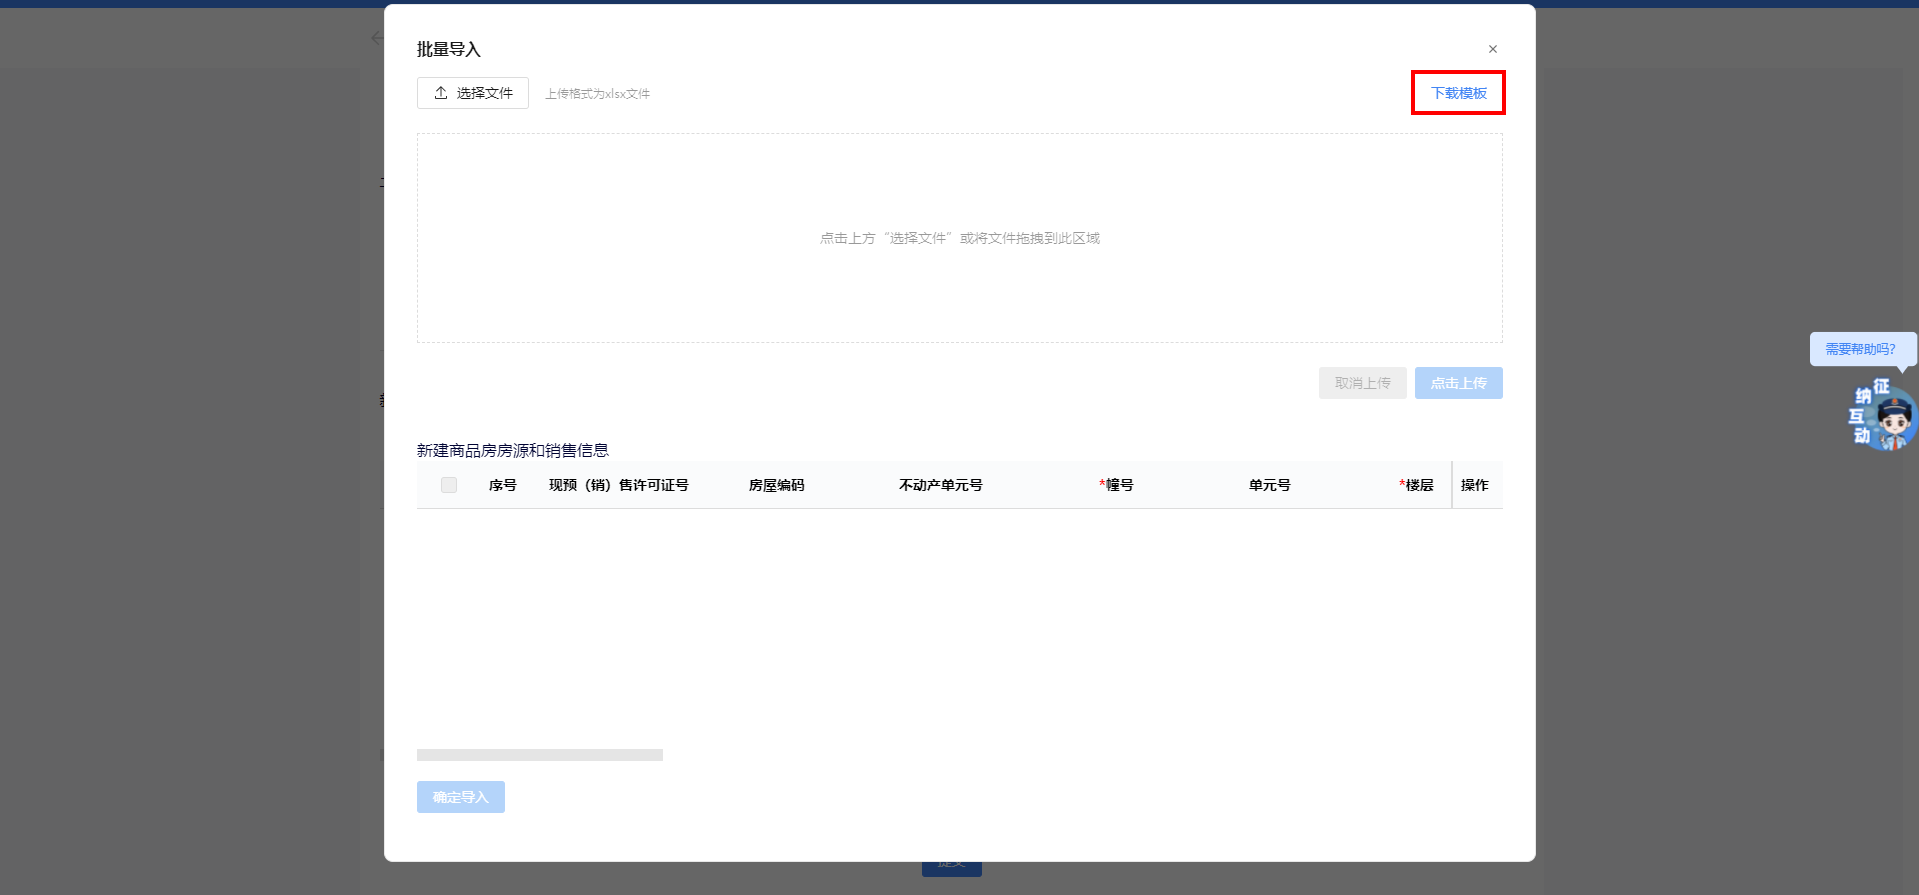 批量导入
×
选择文件 上传格式为xlsx文件 下载模板
点击上方“选择文件”或将文件拖拽到此区域
需要帮助吗?
取消上传 点击上传
征纳互动
新建商品房房源和销售信息
序号 现预（销）售许可证号 房屋编码 不动产单元号 *幢号 单元号 *楼层 操作
确定导入